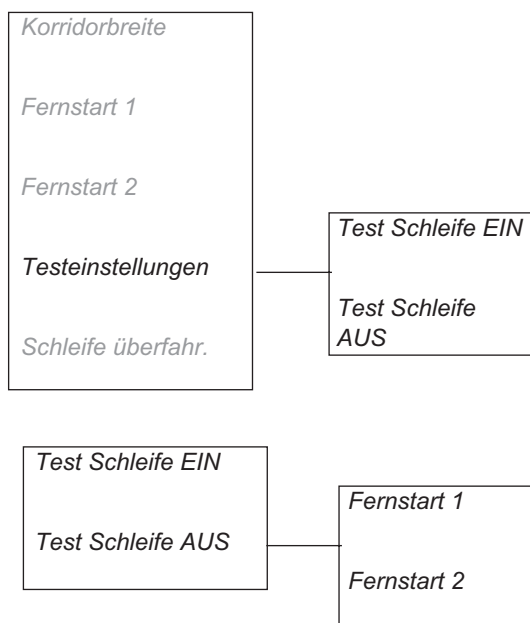 Korridorbreite
Fernstart 1
Fernstart 2
Testeinstellungen
Schleife überfahr.
Test Schleife EIN
Test Schleife
AUS
Test Schleife EIN
Test Schleife AUS
Fernstart 1
Fernstart 2